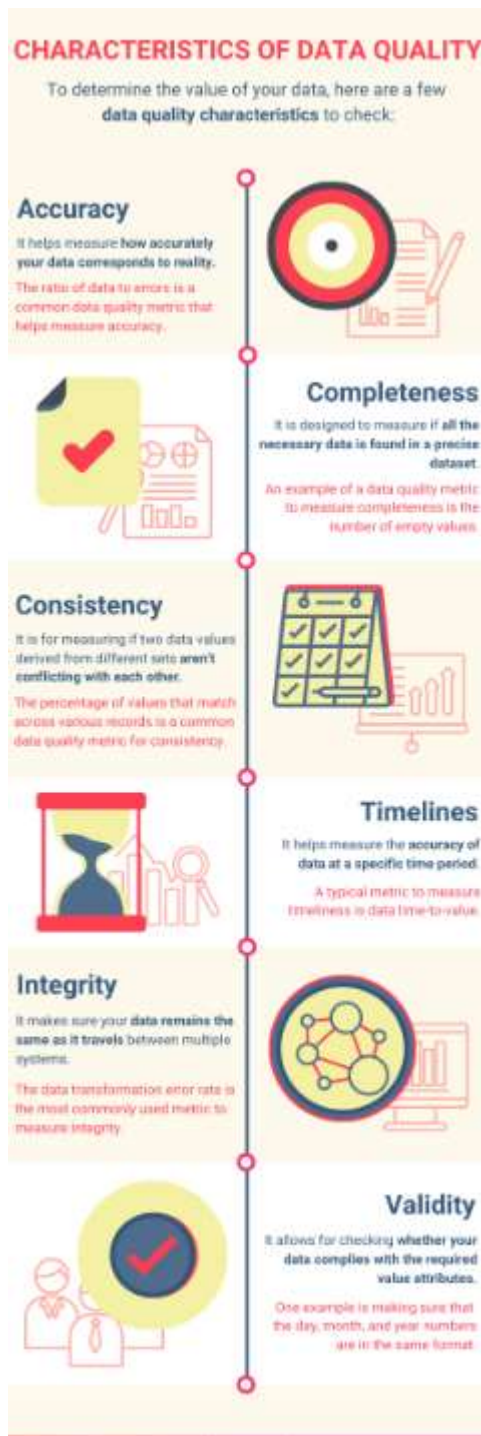 CHARACTERISTICS OF DATA QUALITY
To determine the value of your data, here are a few
data quality characteristics to check:
Accuracy
It helps measure how accurately
your data corresponds to reality.
The ratio of data to errors is a
common data quality metric that
helps measure accuracy.
Completeness
It is designed to measure if all the
necessary data is found in a precise
dataset.
An example of a data quality metric
to measure completeness is the
number of empty values.
Consistency
It is for measuring if two data values
derived from different sets aren't
conflicting with each other.
The percentage of values that match
across various records is a common
data quality metric for consistency.
Timelines
It helps measure the accuracy of
data at a specific time period.
A typical metric to measure
timeliness is data time-to-value.
Integrity
It makes sure your data remains the
same as it travels between multiple
systems.
The data transformation error rate is
the most commonly used metric to
measure integrity.
Validity
It allows for checking whether your
data complies with the required
value attributes.
One example is making sure that
the day, month, and year numbers
are in the same format.